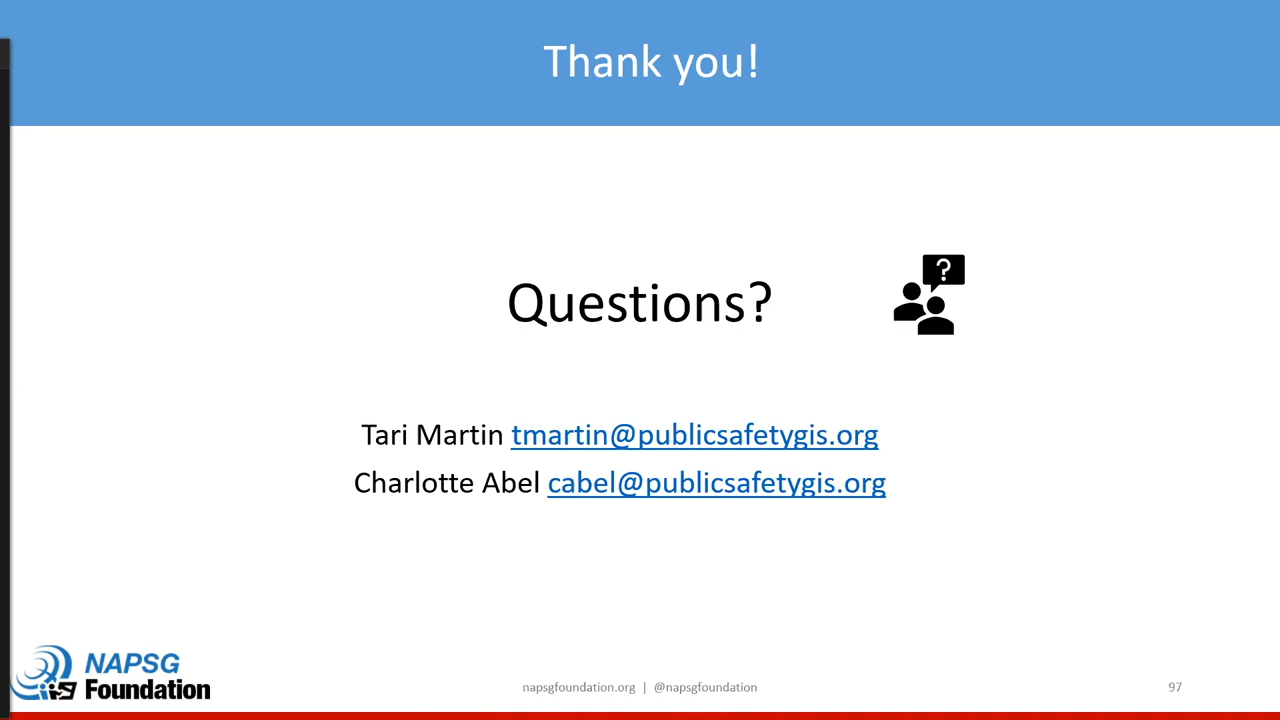 Thank you!
Questions?
?
Tari Martin tmartin@publicsafetygis.org
Charlotte Abel cabel@publicsafetygis.org
NAPSG
Foundation
napsgfoundation.org | @napsgfoundation
97